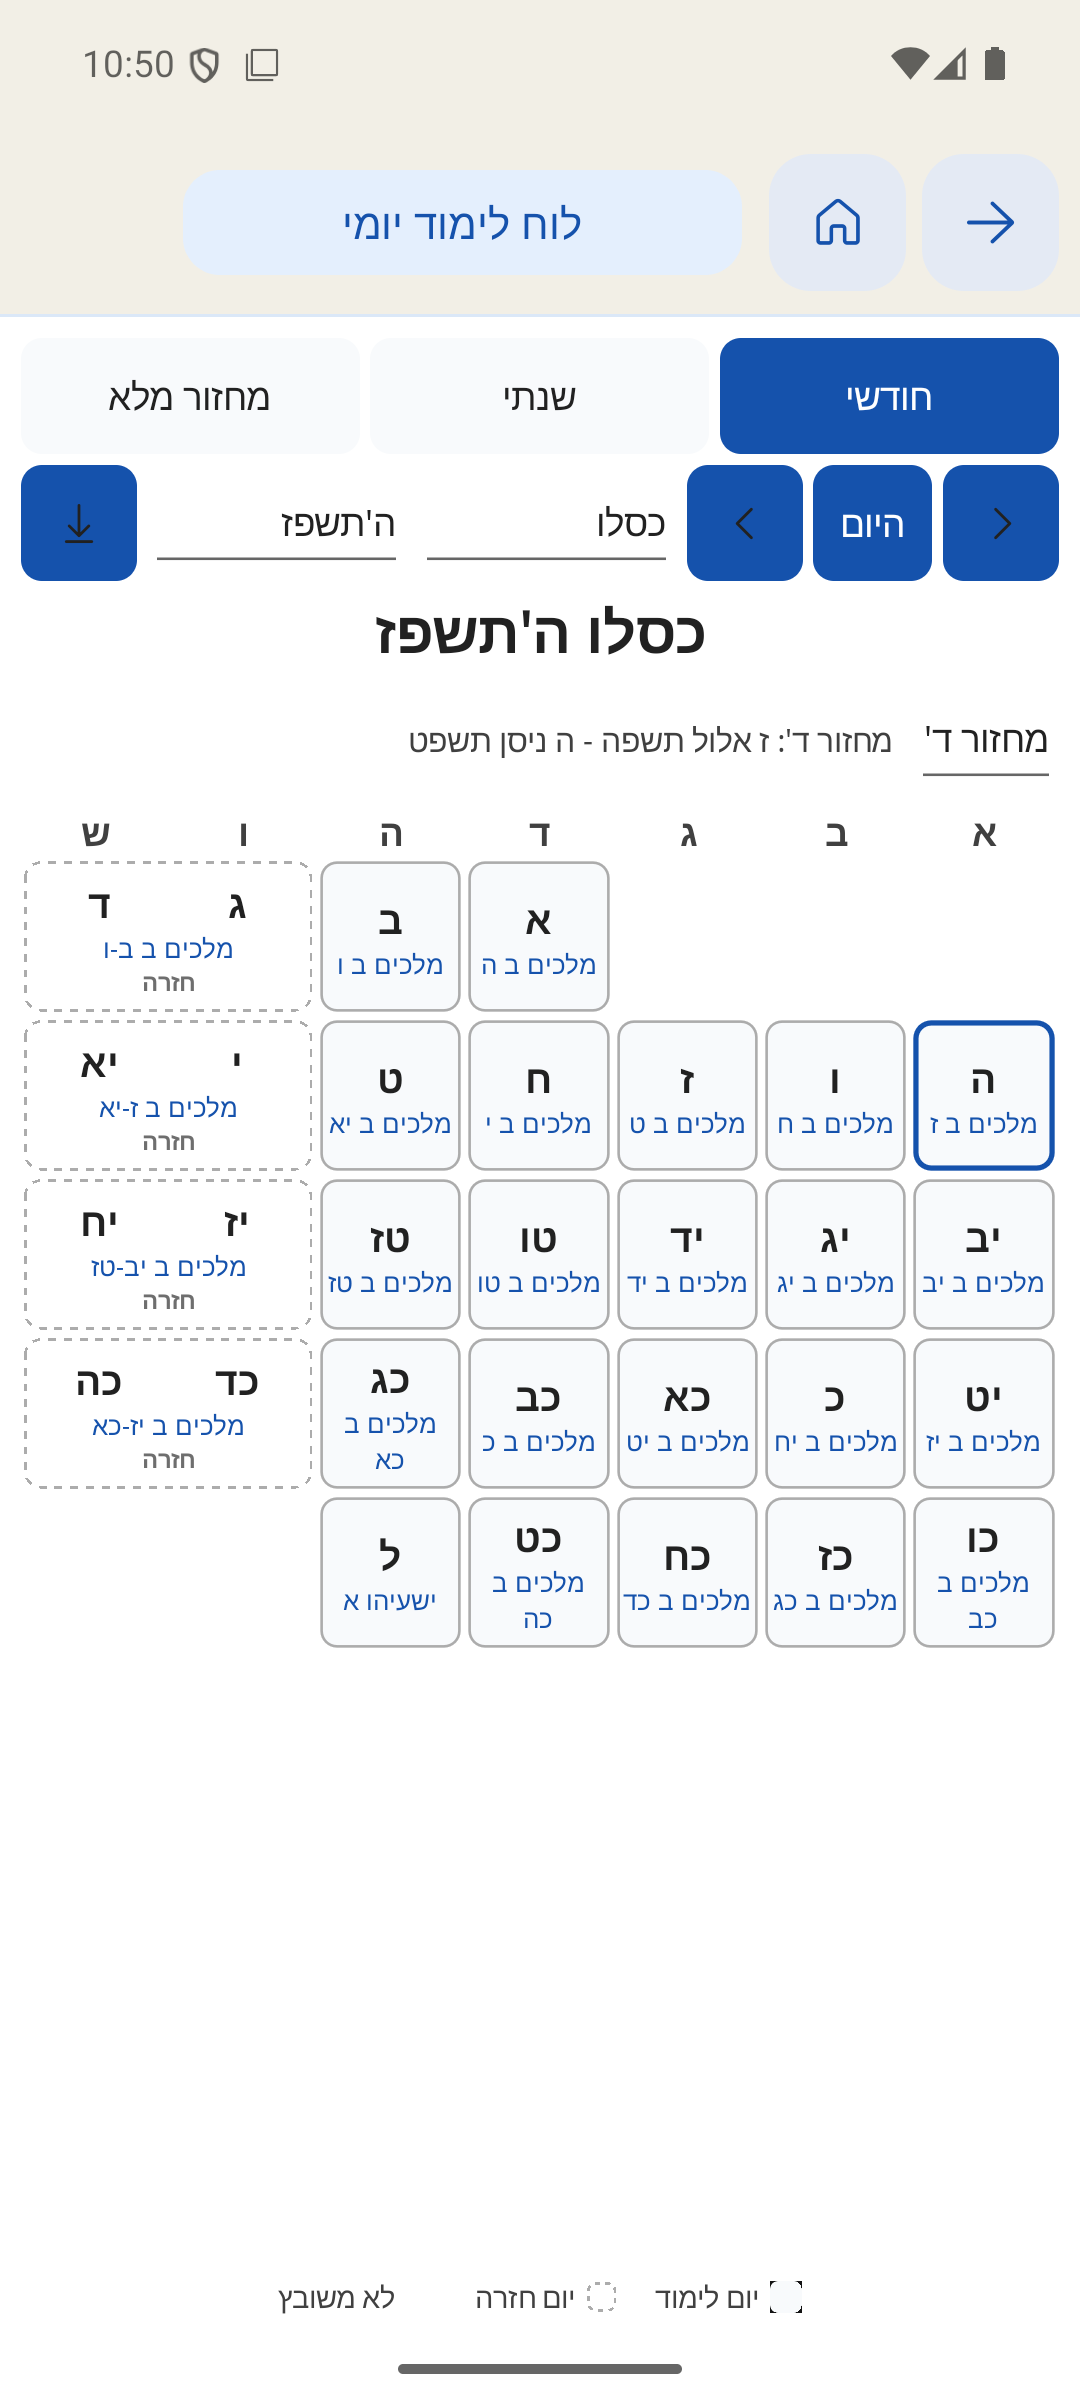 10:50
לוח לימוד יומי
חודשי
שנתי
מחזור מלא
היום
כסלו
ה'תשפז
כסלו ה'תשפז
מחזור ד'
מחזור ד': ז אלול תשפה - ה ניסן תשפט
א ב ג ד ה ו ש
א
מלכים ב ה
ב
מלכים ב ו
ג ד
מלכים ב ב-ו
חזרה
ה
מלכים ב ז
ו
מלכים ב ח
ז
מלכים ב ט
ח
מלכים ב י
ט
מלכים ב יא
י יא
מלכים ב ז-יא
חזרה
יב
מלכים ב יב
יג
מלכים ב יג
יד
מלכים ב יד
טו
מלכים ב טו
טז
מלכים ב טז
יז יח
מלכים ב יב-טז
חזרה
יט
מלכים ב יז
כ
מלכים ב יח
כא
מלכים ב יט
כב
מלכים ב כ
כג
מלכים ב
כא
כד כה
מלכים ב יז-כא
חזרה
כו
מלכים ב
כב
כז
מלכים ב כג
כח
מלכים ב כד
כט
מלכים ב
כה
ל
ישעיהו א
יום לימוד
יום חזרה
לא משובץ